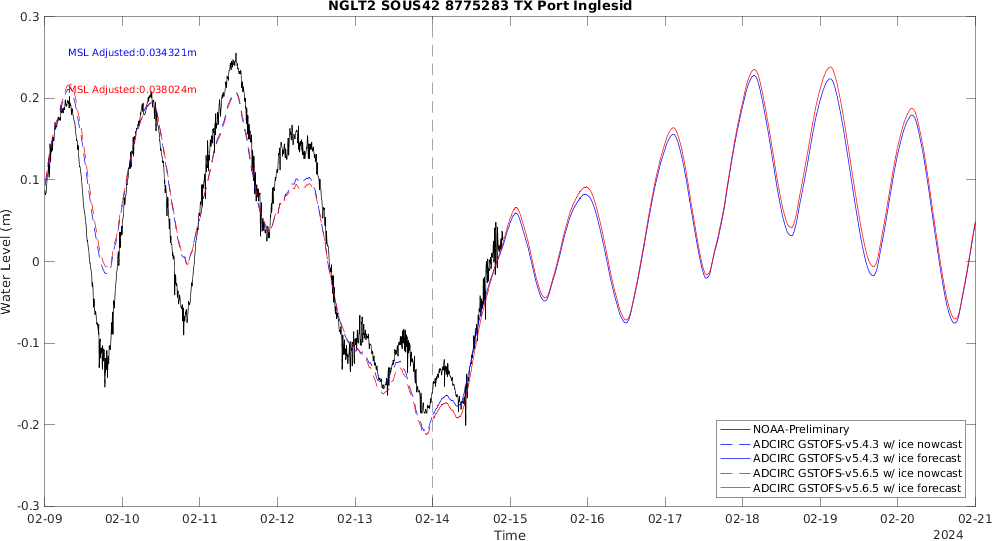 NGLT2 SOUS42 8775283 TX Port Inglesid
0.3
0.2
0.1
0
-0.1
-0.2
-0.3
Water Level (m)
MSL Adjusted:0.034321m
MSL Adjusted:0.038024m
NOAA-Preliminary
ADCIRC GSTOFS-v5.4.3 w/ ice nowcast
ADCIRC GSTOFS-v5.4.3 w/ ice forecast
ADCIRC GSTOFS-v5.6.5 w/ ice nowcast
ADCIRC GSTOFS-v5.6.5 w/ ice forecast
02-09 02-10 02-11 02-12 02-13 02-14 02-15 02-16 02-17 02-18 02-19 02-20 02-21
Time
2024